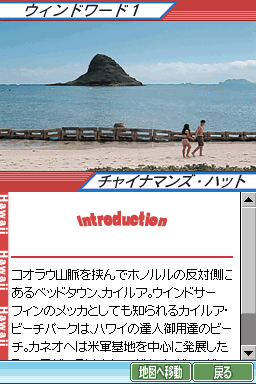 ウィンドワード1
チャイナマンズ・ハット
Hawaii Hawaii Hawaii
Introduction
コオラウ山脈を挟んでホノルルの反対側に
あるベッドタウン、カイルア。ウインドサー
フィンのメッカとしても知られるカイルア・
ビーチパークは、ハワイの達人御用達のビー
チ。カネオヘは米軍基地を中心に発展した
地図へ移動
戻る